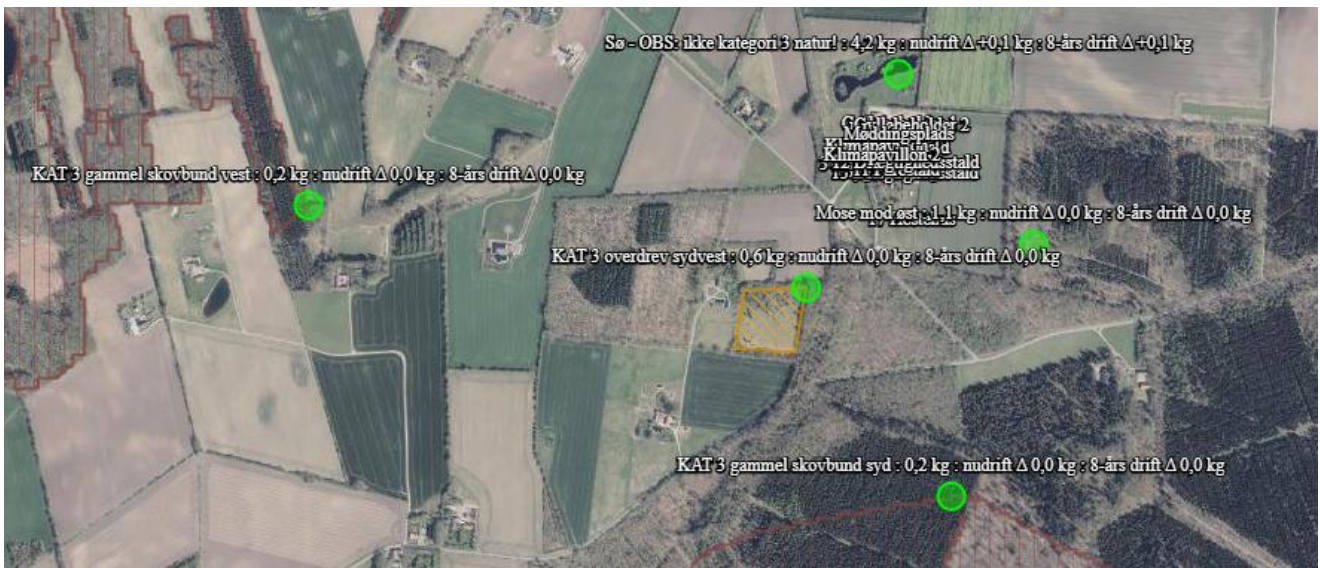 Sø - OBS: ikke kategori 3 natur! : 4,2 kg : nudrift Δ +0,1 kg : 8-års drift Δ +0,1 kg
Møddingsplads
Klimapavillon 2
KAT 3 gammel skovbund vest : 0,2 kg : nudrift Δ 0,0 kg : 8-års drift Δ 0,0 kg
Mose mod øst : 1,1 kg : nudrift Δ 0,0 kg : 8-års drift Δ 0,0 kg
KAT 3 overdrev sydvest : 0,6 kg : nudrift Δ 0,0 kg : 8-års drift Δ 0,0 kg
KAT 3 gammel skovbund syd : 0,2 kg : nudrift Δ 0,0 kg : 8-års drift Δ 0,0 kg